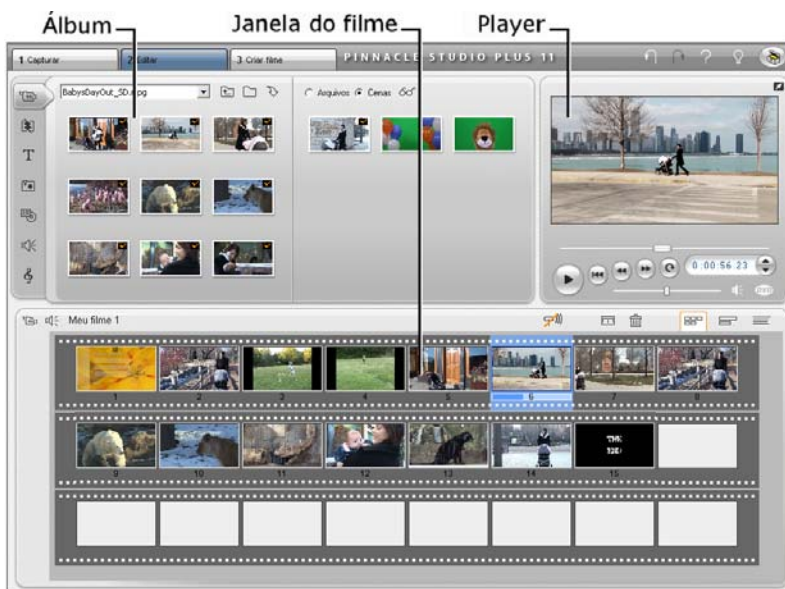 Álbum
Janela do filme
Player
1 Capturar
2 Editar
3 Criar filme
PINNACLE STUDIO PLUS 11
BabysDayOut_SD.mpg
Arquivos
Cenas
T
0:00:56.23
DVD
Meu filme 1
1
2
3
4
5
6
7
8
9
10
11
12
13
14
15